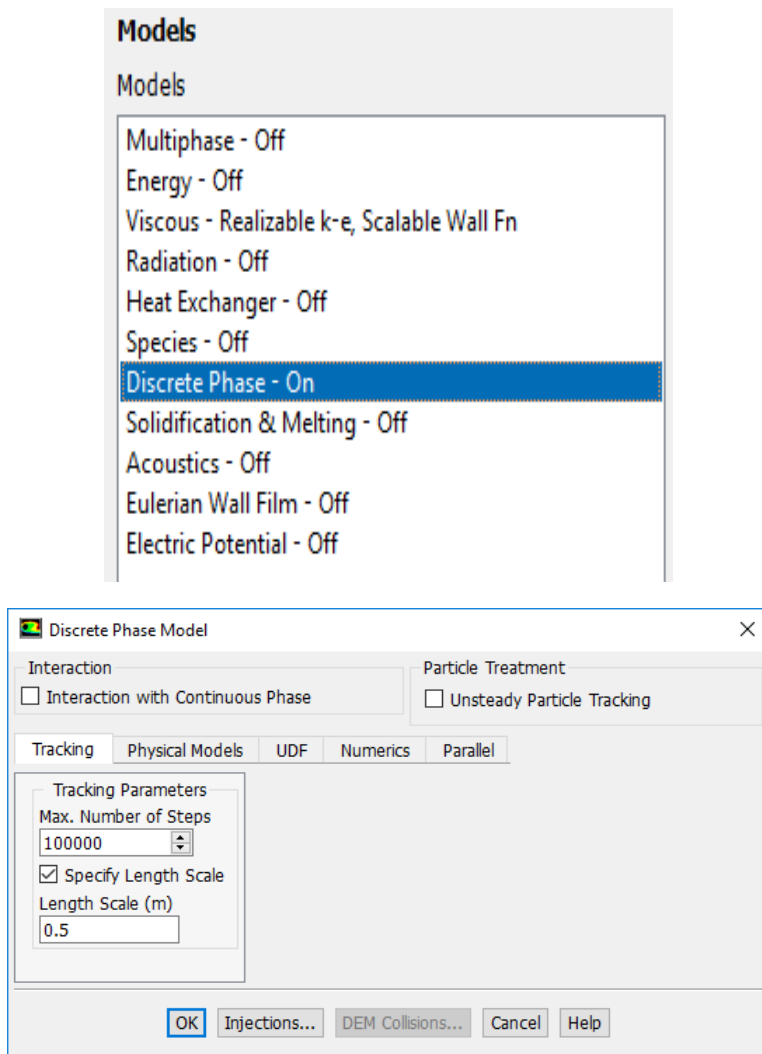 Models
Models
Multiphase - Off
Energy - Off
Viscous - Realizable k-e, Scalable Wall Fn
Radiation - Off
Heat Exchanger - Off
Species - Off
Discrete Phase - On
Solidification & Melting - Off
Acoustics - Off
Eulerian Wall Film - Off
Electric Potential - Off
Discrete Phase Model
Interaction
Interaction with Continuous Phase
Particle Treatment
Unsteady Particle Tracking
Tracking Physical Models UDF Numerics Parallel
Tracking Parameters
Max. Number of Steps
100000
Specify Length Scale
Length Scale (m)
0.5
OK Injections... DEM Collisions... Cancel Help